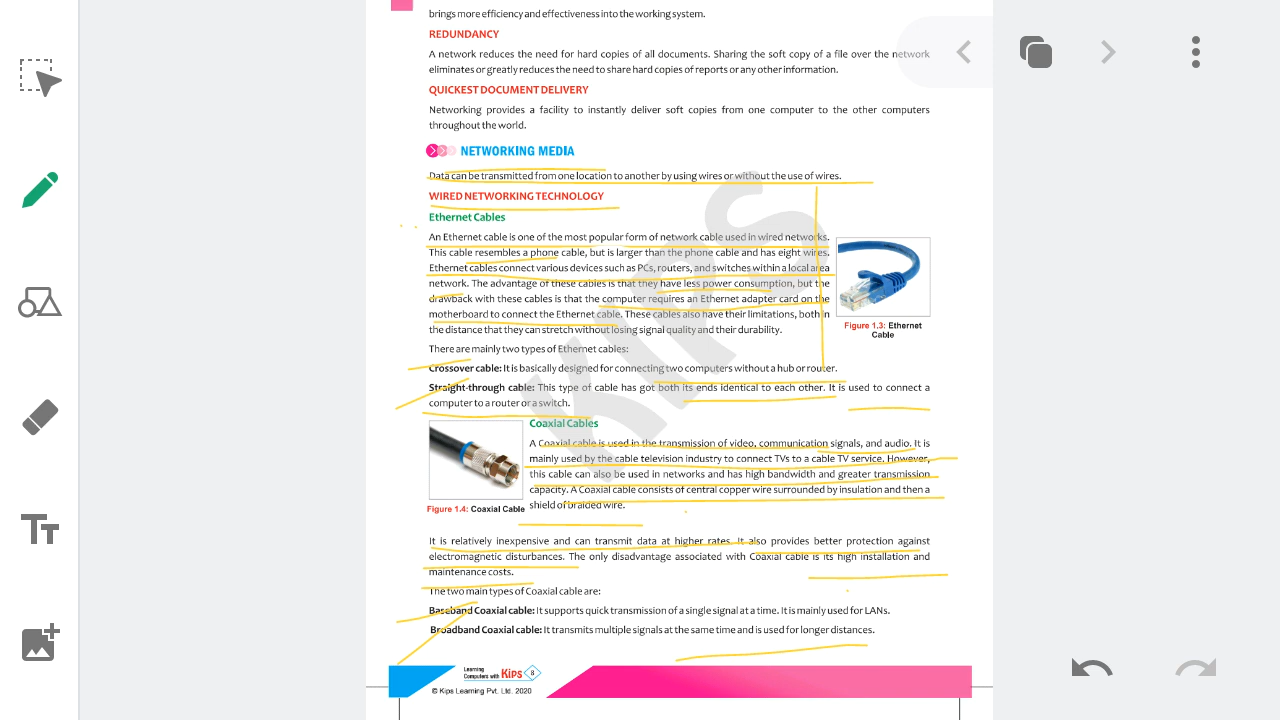 brings more efficiency and effectiveness into the working system.
REDUNDANCY
A network reduces the need for hard copies of all documents. Sharing the soft copy of a file over the network
eliminates or greatly reduces the need to share hard copies of reports or any other information.
QUICKEST DOCUMENT DELIVERY
Networking provides a facility to instantly deliver soft copies from one computer to the other computers
throughout the world.
NETWORKING MEDIA
Data can be transmitted from one location to another by using wires or without the use of wires.
WIRED NETWORKING TECHNOLOGY
Ethernet Cables
An Ethernet cable is one of the most popular form of network cable used in wired networks.
This cable resembles a phone cable, but is larger than the phone cable and has eight wires.
Ethernet cables connect various devices such as PCs, routers, and switches within a local area
network. The advantage of these cables is that they have less power consumption, but the
drawback with these cables is that the computer requires an Ethernet adapter card on the
motherboard to connect the Ethernet cable. These cables also have their limitations, both in
the distance that they can stretch without losing signal quality and their durability.
Figure 1.3: Ethernet
Cable
There are mainly two types of Ethernet cables:
Crossover cable: It is basically designed for connecting two computers without a hub or router.
Straight-through cable: This type of cable has got both its ends identical to each other. It is used to connect a
computer to a router or a switch.
Coaxial Cables
A Coaxial cable is used in the transmission of video, communication signals, and audio. It is
mainly used by the cable television industry to connect TVs to a cable TV service. However,
this cable can also be used in networks and has high bandwidth and greater transmission
capacity. A Coaxial cable consists of central copper wire surrounded by insulation and then a
shield of braided wire.
Figure 1.4: Coaxial Cable
It is relatively inexpensive and can transmit data at higher rates. It also provides better protection against
electromagnetic disturbances. The only disadvantage associated with Coaxial cable is its high installation and
maintenance costs.
The two main types of Coaxial cable are:
Baseband Coaxial cable: It supports quick transmission of a single signal at a time. It is mainly used for LANs.
Broadband Coaxial cable: It transmits multiple signals at the same time and is used for longer distances.
KIPS
Learning
Computers with Kips 8
© Kips Learning Pvt. Ltd. 2020
TT